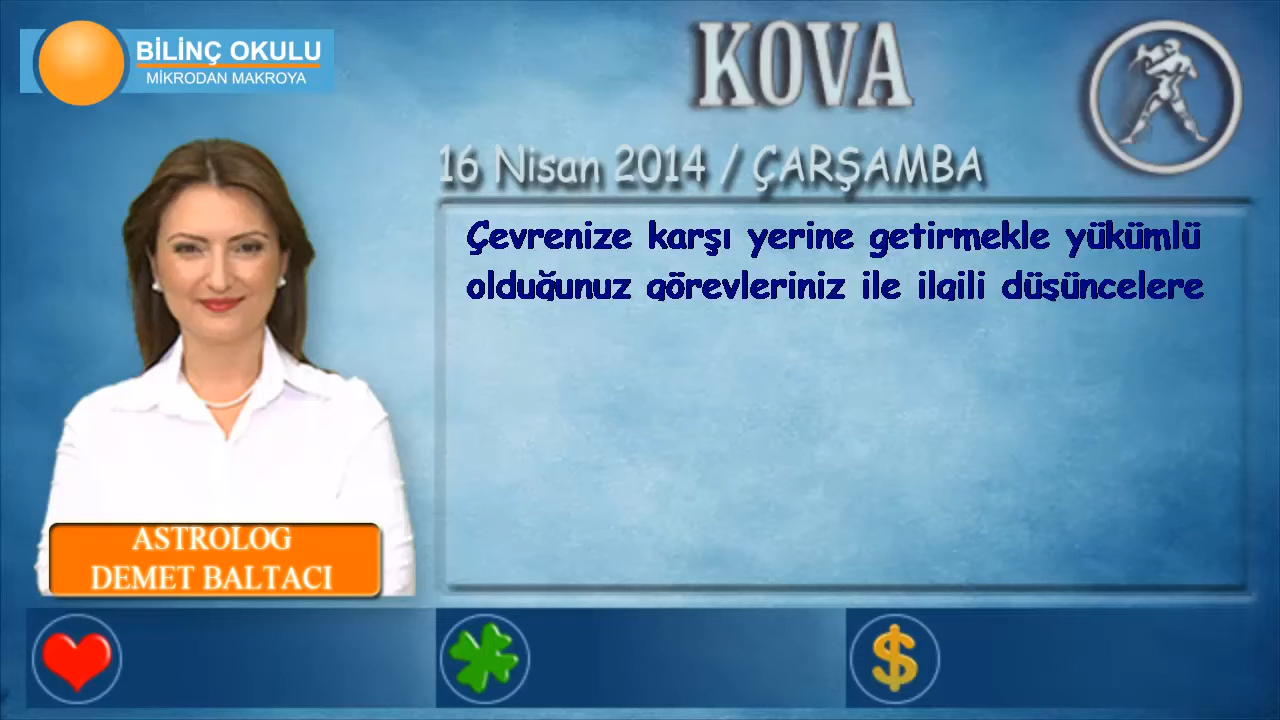 BİLİNÇ OKULU
MİKRODAN MAKROYA
KOVA
16 Nisan 2014 / ÇARŞAMBA
Çevrenize karşı yerine getirmekle yükümlü
olduğunuz görevleriniz ile ilgili düşüncelere
ASTROLOG
DEMET BALTACI
$